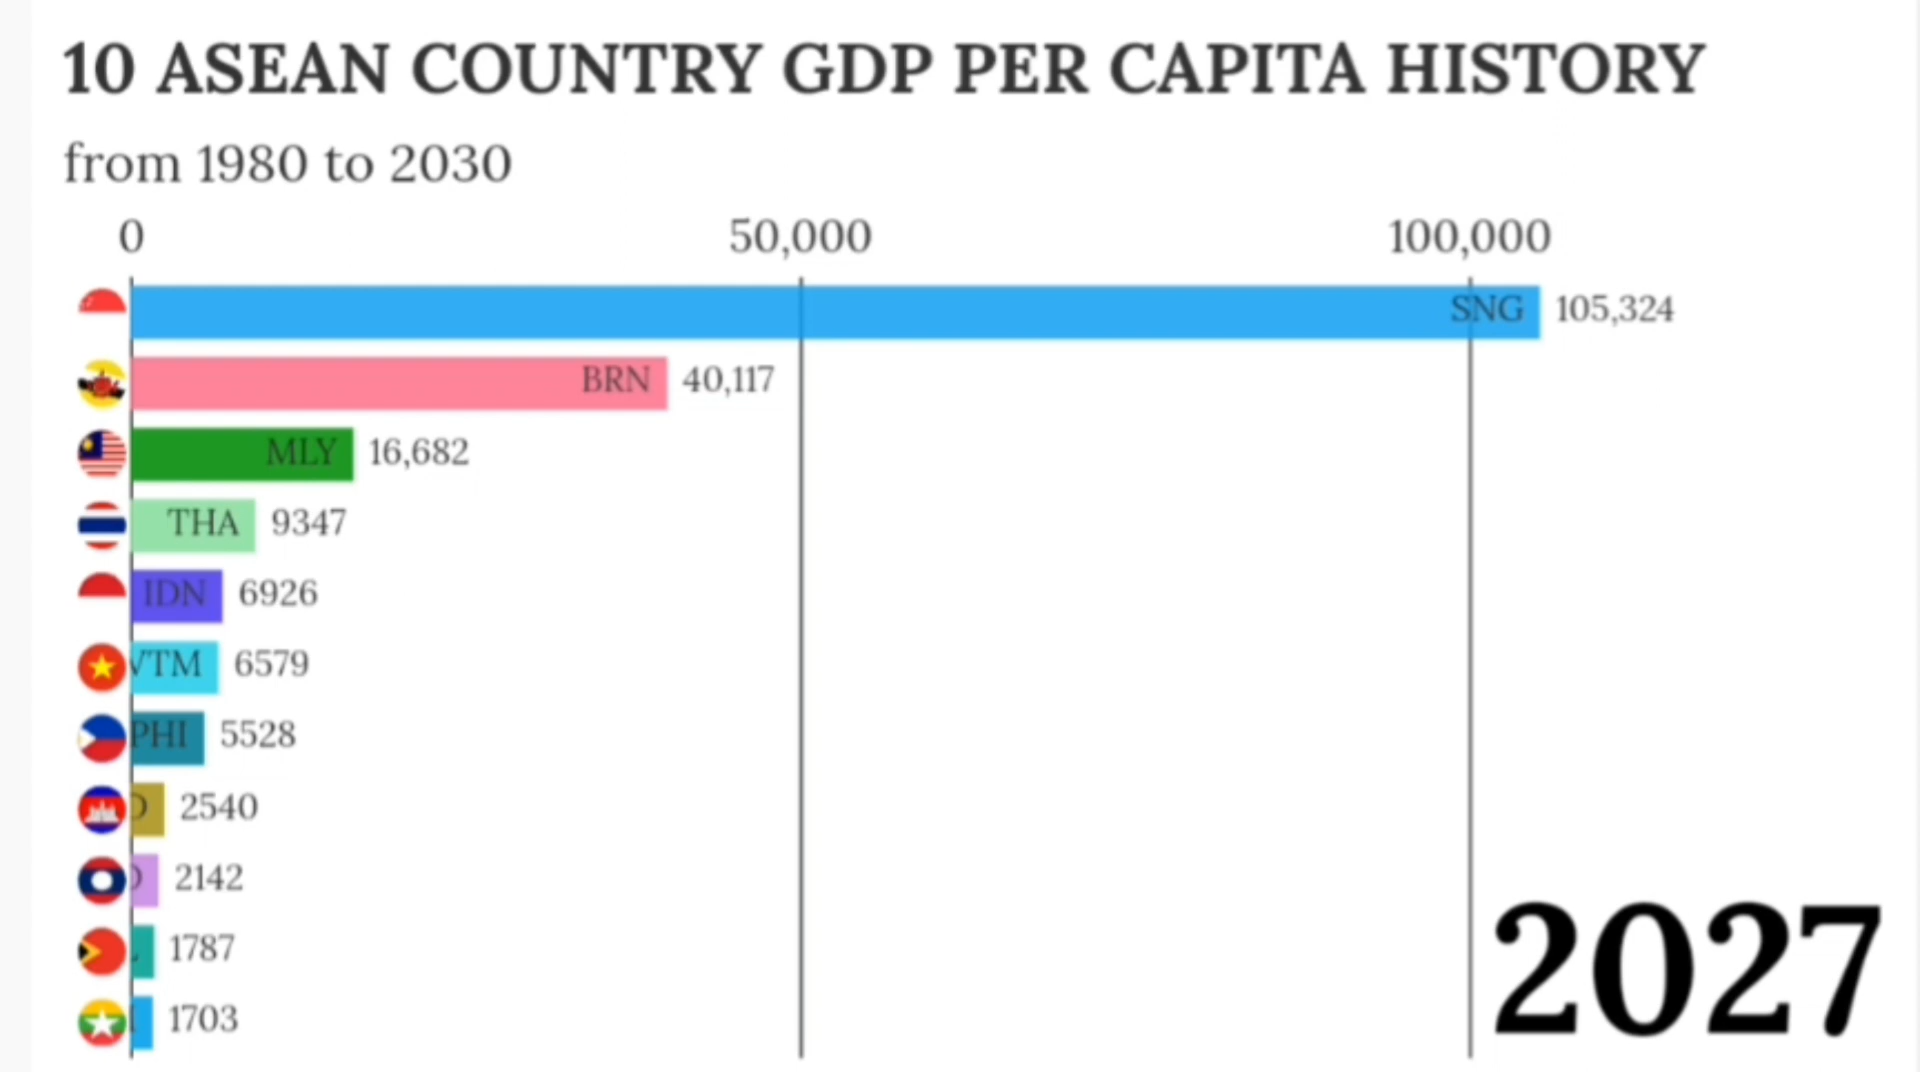 10 ASEAN COUNTRY GDP PER CAPITA HISTORY
from 1980 to 2030
0 50,000 100,000
SNG 105,324
BRN 40,117
MLY 16,682
THA 9347
IDN 6926
VTM 6579
PHI 5528
2540
2142
1787
1703
2027